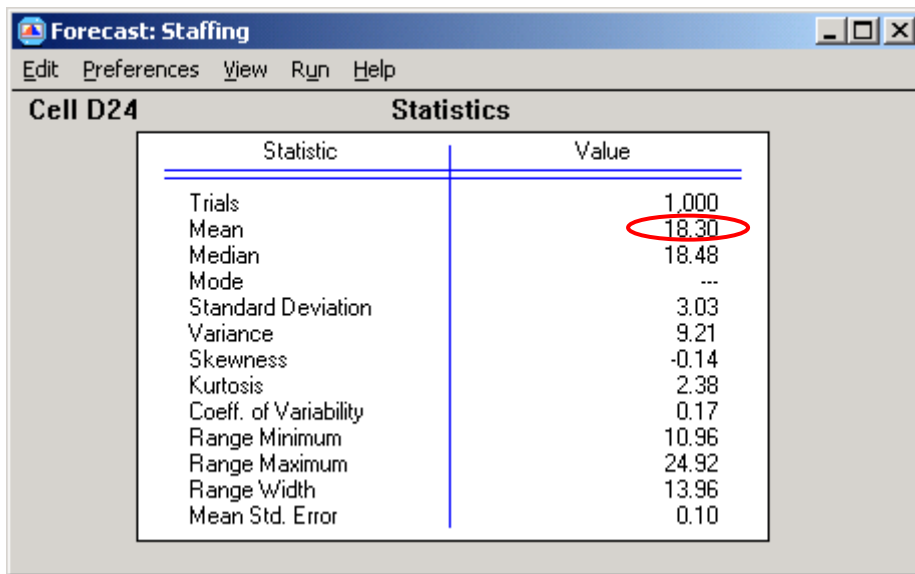 Forecast: Staffing
Edit Preferences View Run Help
Cell D24 Statistics
Statistic Value
Trials 1,000
Mean 18.30
Median 18.48
Mode ---
Standard Deviation 3.03
Variance 9.21
Skewness -0.14
Kurtosis 2.38
Coeff. of Variability 0.17
Range Minimum 10.96
Range Maximum 24.92
Range Width 13.96
Mean Std. Error 0.10